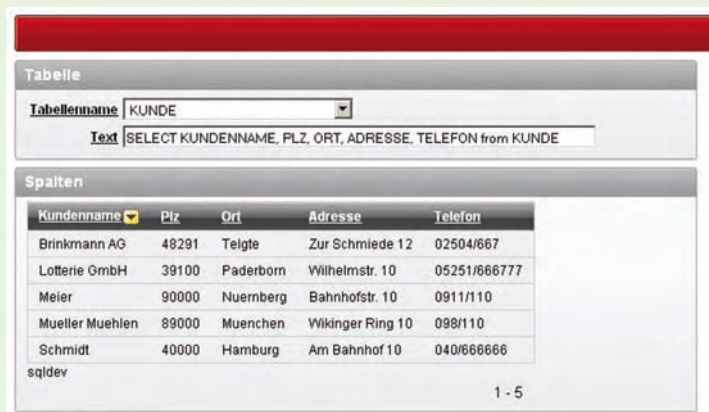 Tabelle
Tabellenname KUNDE
Text SELECT KUNDENNAME, PLZ, ORT, ADRESSE, TELEFON from KUNDE
Spalten
Kundenname Plz Ort Adresse Telefon
Brinkmann AG 48291 Telgte Zur Schmiede 12 02504/667
Lotterie GmbH 39100 Paderborn Wilhelmstr. 10 05251/666777
Meier 90000 Nuernberg Bahnhofstr. 10 0911/110
Mueller Muehlen 89000 Muenchen Wikinger Ring 10 098/110
Schmidt 40000 Hamburg Am Bahnhof 10 040/666666
sqldev
1 - 5